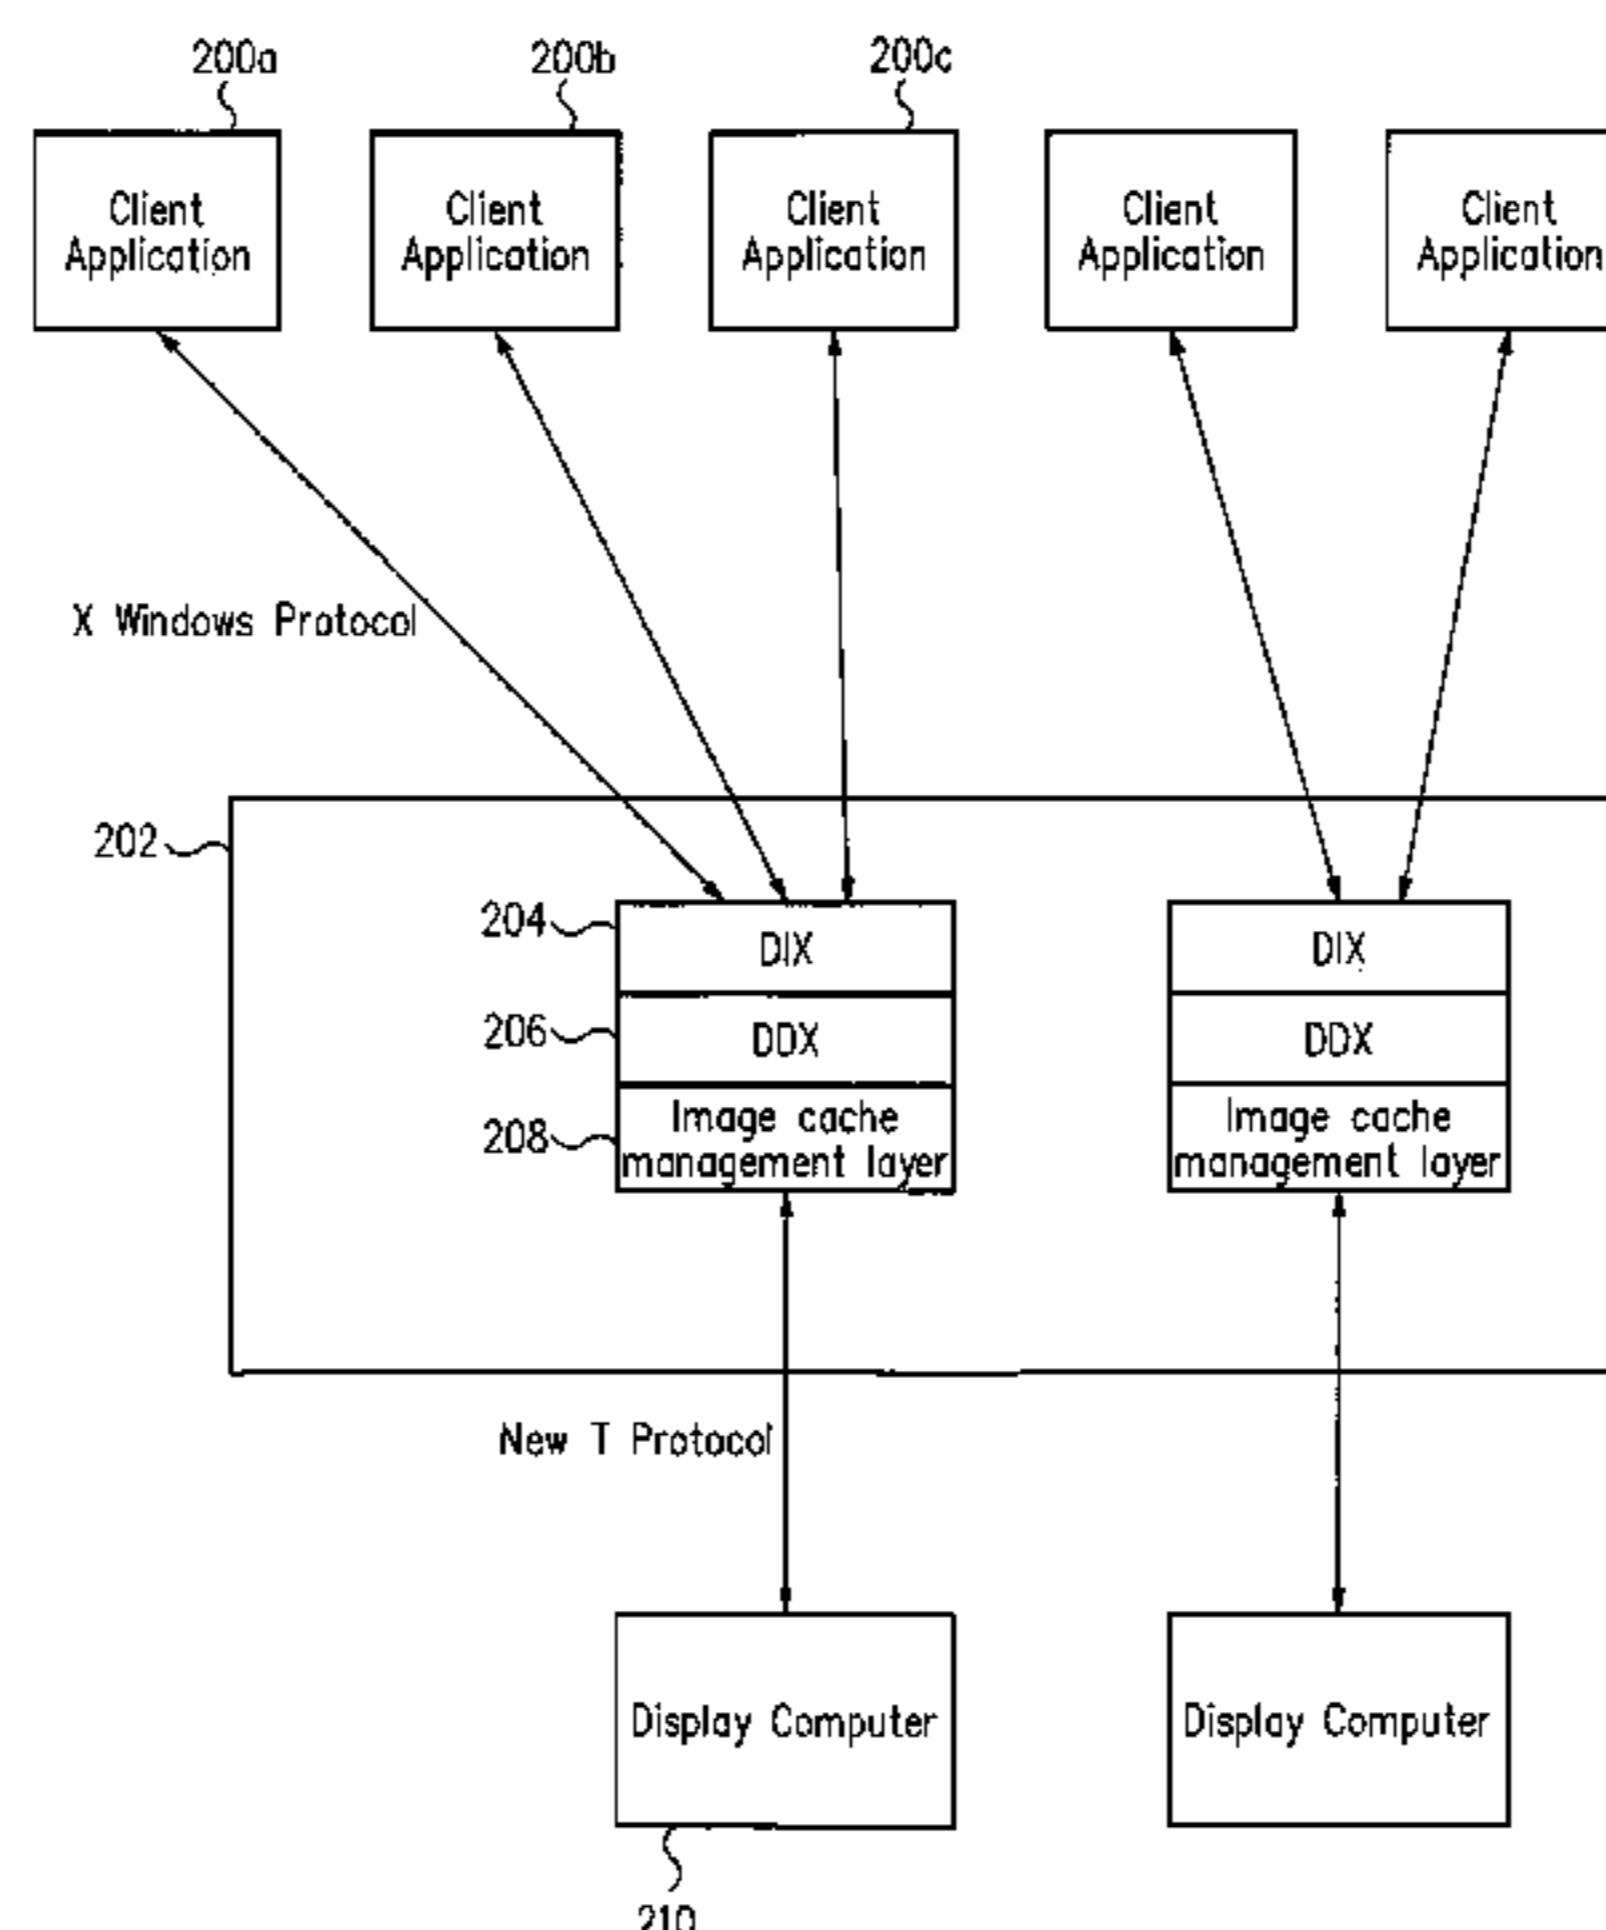 200a
200b
200c
Client
Application
Client
Application
Client
Application
Client
Application
Client
Application
X Windows Protocol
202
204
DIX
DIX
206
DDX
DDX
208
Image cache
management layer
Image cache
management layer
New T Protocol
Display Computer
Display Computer
210